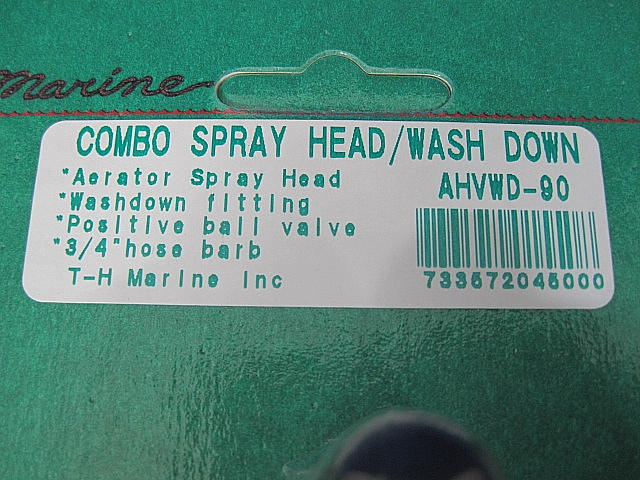 Marine
COMBO SPRAY HEAD/WASH DOWN
*Aerator Spray Head
AHVWD-90
*Washdown fitting
*Positive ball valve
*3/4"hose barb
T-H Marine Inc
733572045000